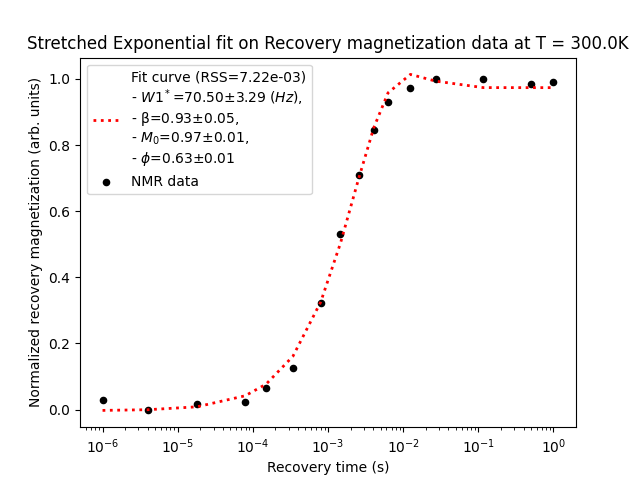 Stretched Exponential fit on Recovery magnetization data at T = 300.0K
Fit curve (RSS=7.22e-03)
- W1* =70.50±3.29 (Hz),
- β=0.93±0.05,
- M₀=0.97±0.01,
- ϕ=0.63±0.01
NMR data
Normalized recovery magnetization (arb. units)
1.0
0.8
0.6
0.4
0.2
0.0
10⁻⁶ 10⁻⁵ 10⁻⁴ 10⁻³ 10⁻² 10⁻¹ 10⁰
Recovery time (s)